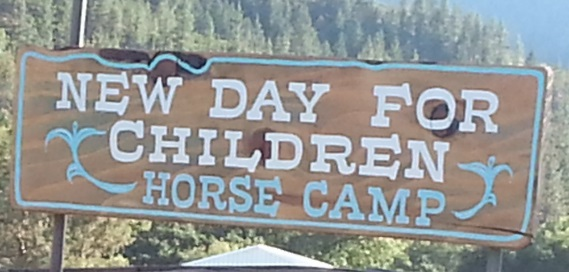 NEW DAY FOR
CHILDREN
HORSE CAMP